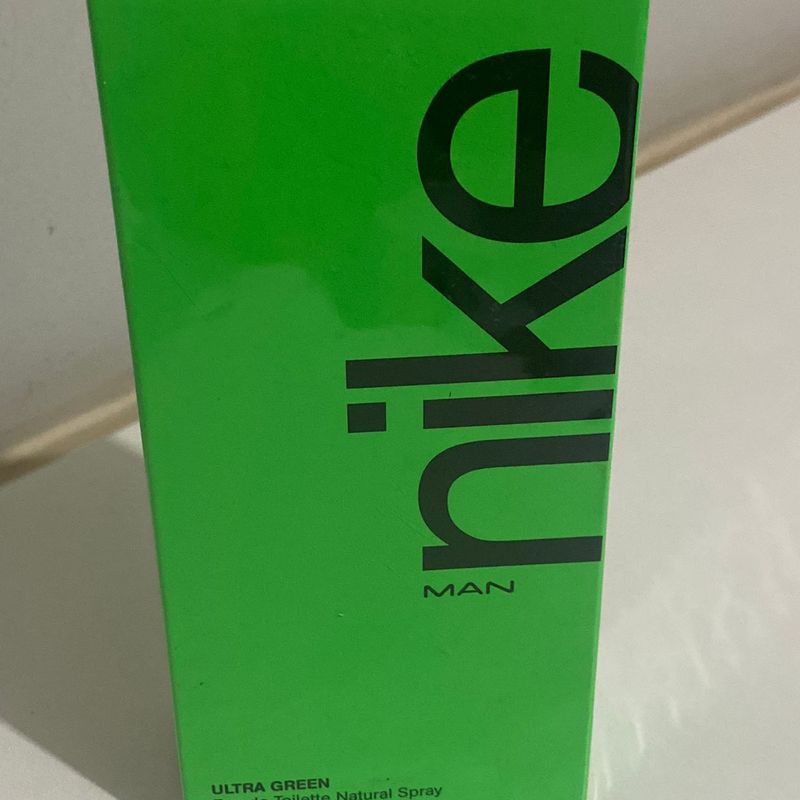 nike
MAN
ULTRA GREEN
Eau de Toilette Natural Spray